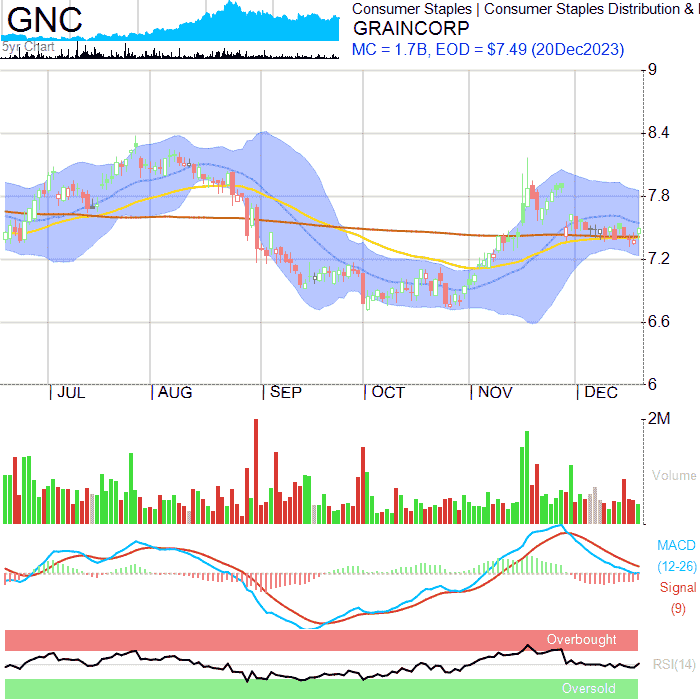 GNC
5yr Chart
Consumer Staples | Consumer Staples Distribution &
GRAINCORP
MC = 1.7B, EOD = $7.49 (20Dec2023)
9
8.4
7.8
7.2
6.6
6
JUL
AUG
SEP
OCT
NOV
DEC
2M
Volume
MACD
(12-26)
Signal
(9)
Overbought
RSI(14)
Oversold